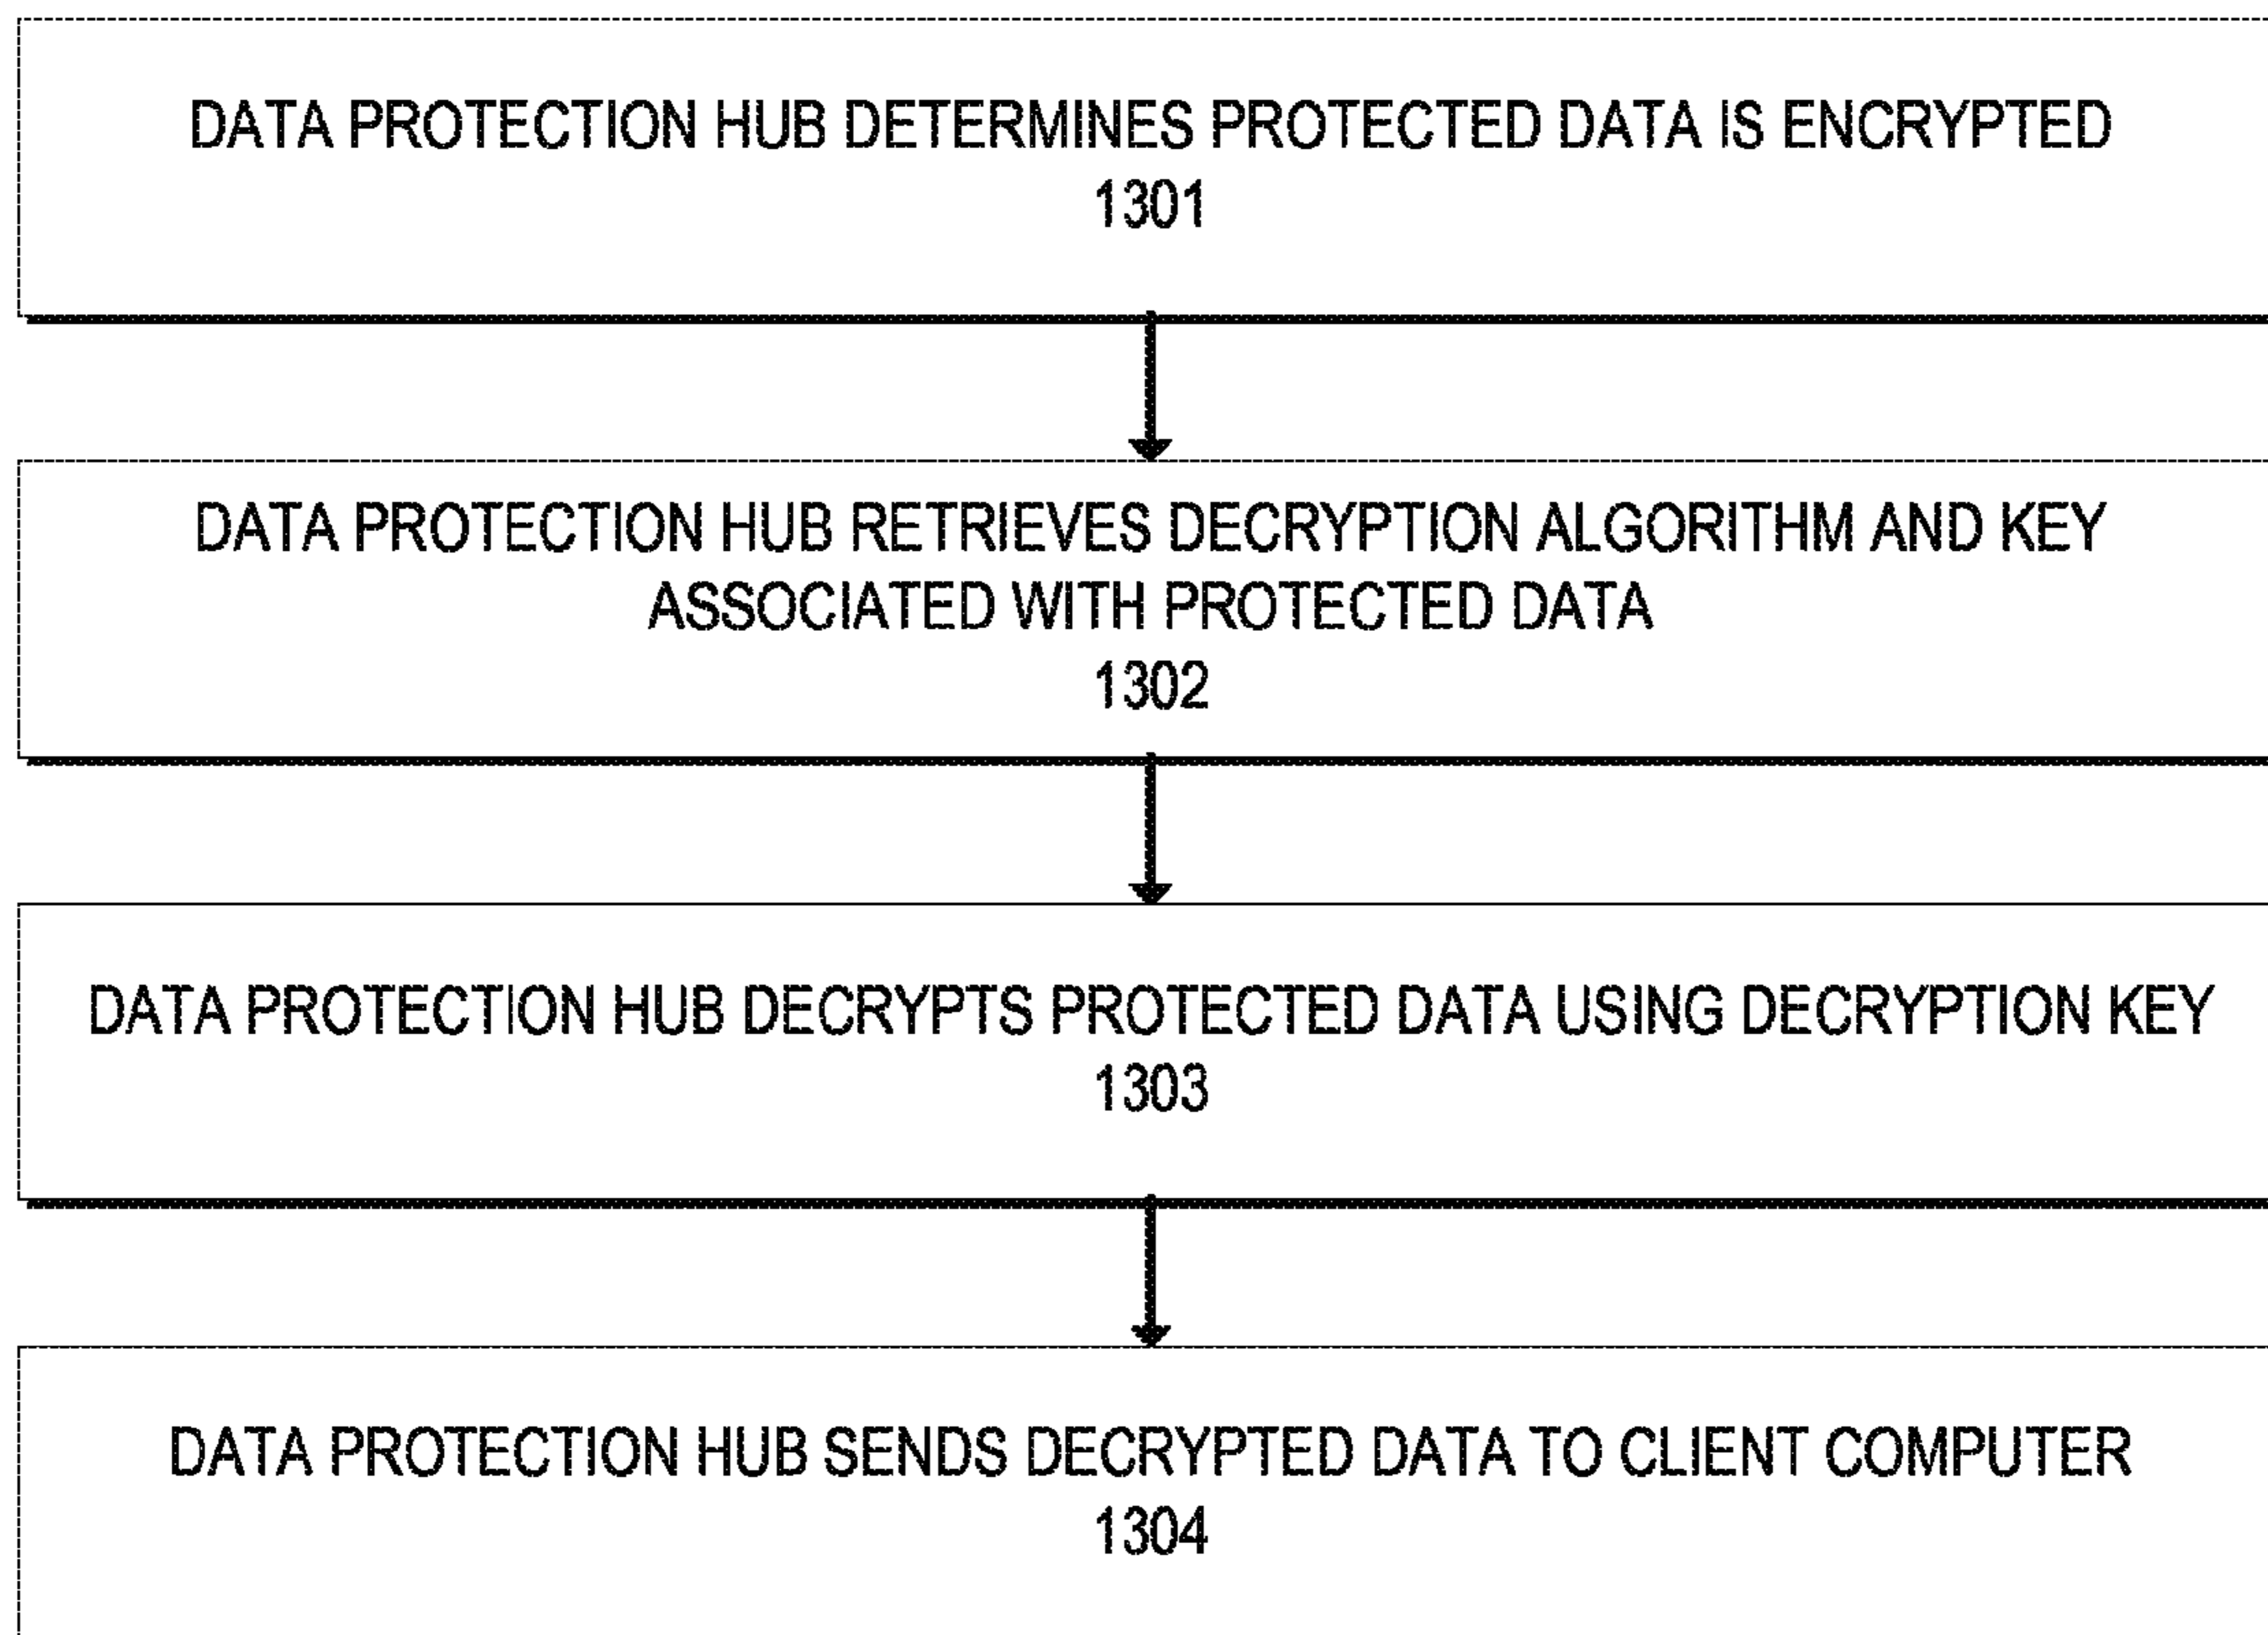 DATA PROTECTION HUB DETERMINES PROTECTED DATA IS ENCRYPTED
1301
DATA PROTECTION HUB RETRIEVES DECRYPTION ALGORITHM AND KEY
ASSOCIATED WITH PROTECTED DATA
1302
DATA PROTECTION HUB DECRYPTS PROTECTED DATA USING DECRYPTION KEY
1303
DATA PROTECTION HUB SENDS DECRYPTED DATA TO CLIENT COMPUTER
1304